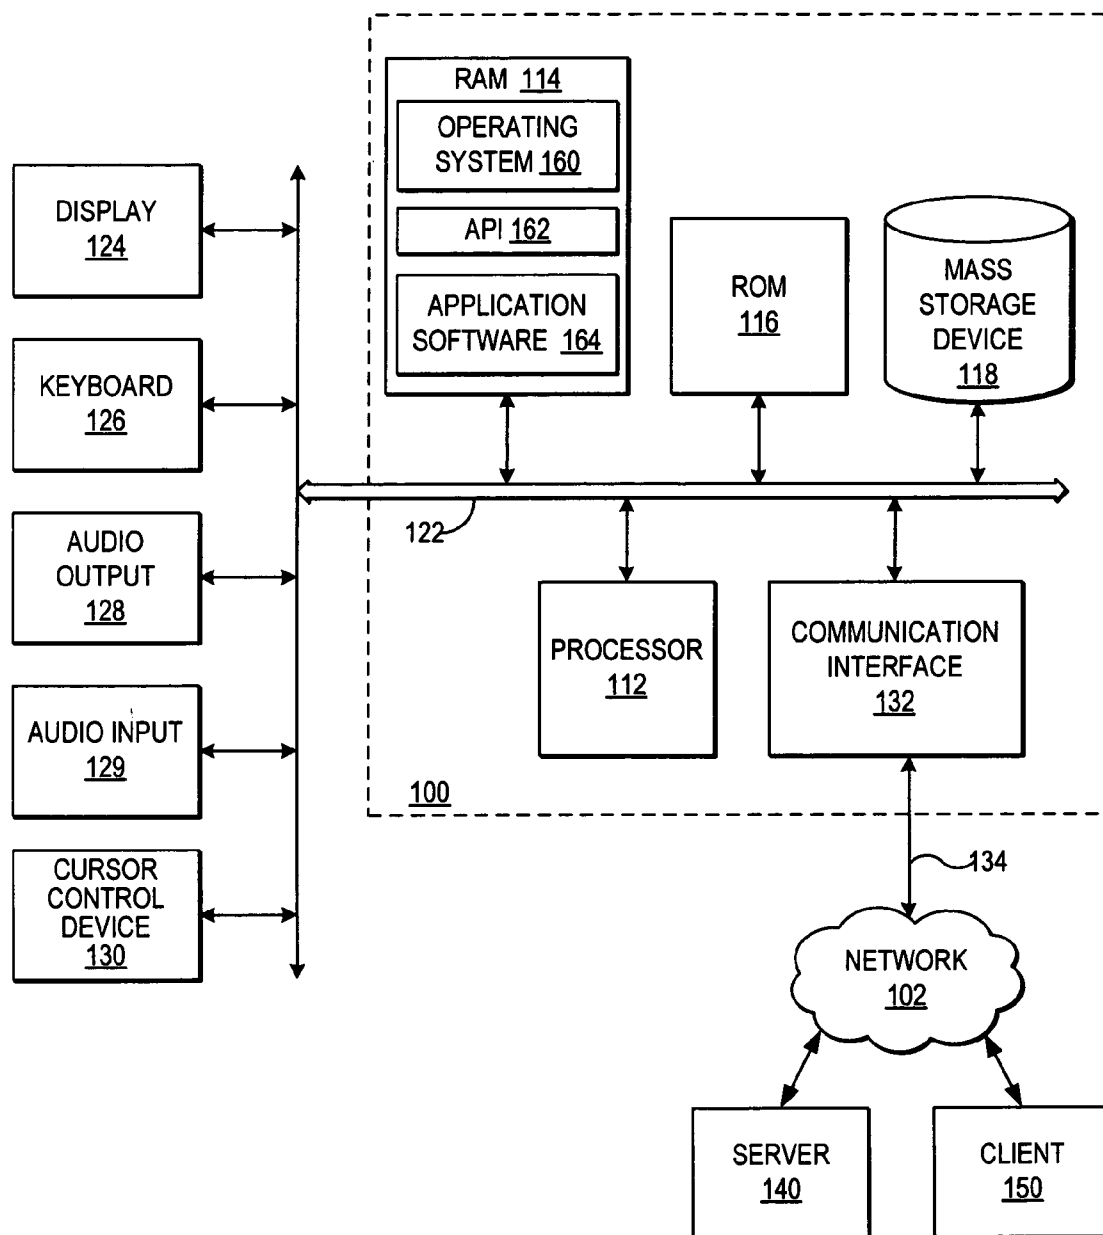 RAM 114
OPERATING
SYSTEM 160
API 162
APPLICATION
SOFTWARE 164
ROM
116
MASS
STORAGE
DEVICE
118
DISPLAY
124
KEYBOARD
126
AUDIO
OUTPUT
128
AUDIO INPUT
129
CURSOR
CONTROL
DEVICE
130
122
PROCESSOR
112
COMMUNICATION
INTERFACE
132
100
134
NETWORK
102
SERVER
140
CLIENT
150